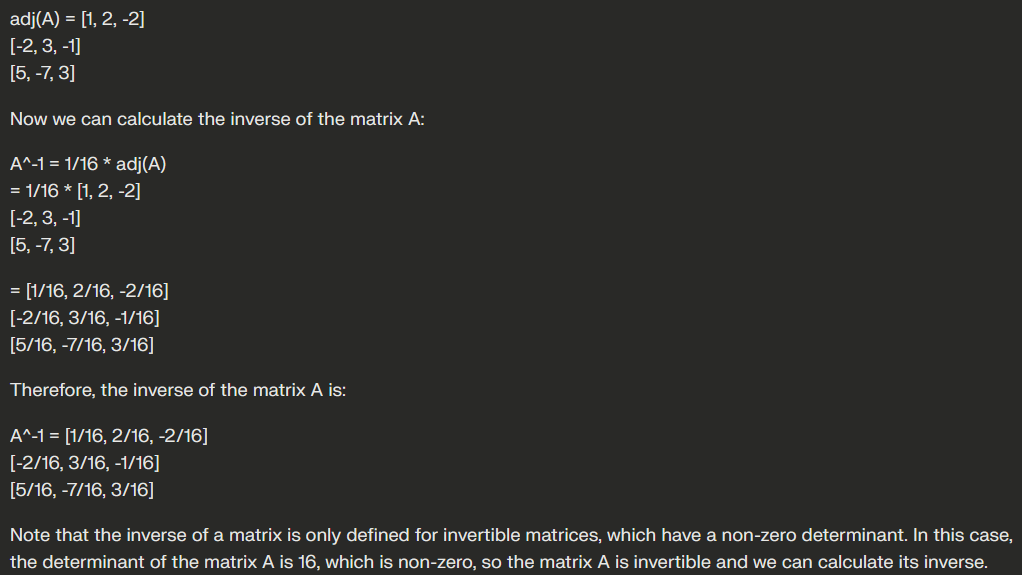 adj(A) = [1, 2, -2]
[-2, 3, -1]
[5, -7, 3]
Now we can calculate the inverse of the matrix A:
A^-1 = 1/16 * adj(A)
= 1/16 * [1, 2, -2]
[-2, 3, -1]
[5, -7, 3]
= [1/16, 2/16, -2/16]
[-2/16, 3/16, -1/16]
[5/16, -7/16, 3/16]
Therefore, the inverse of the matrix A is:
A^-1 = [1/16, 2/16, -2/16]
[-2/16, 3/16, -1/16]
[5/16, -7/16, 3/16]
Note that the inverse of a matrix is only defined for invertible matrices, which have a non-zero determinant. In this case,
the determinant of the matrix A is 16, which is non-zero, so the matrix A is invertible and we can calculate its inverse.